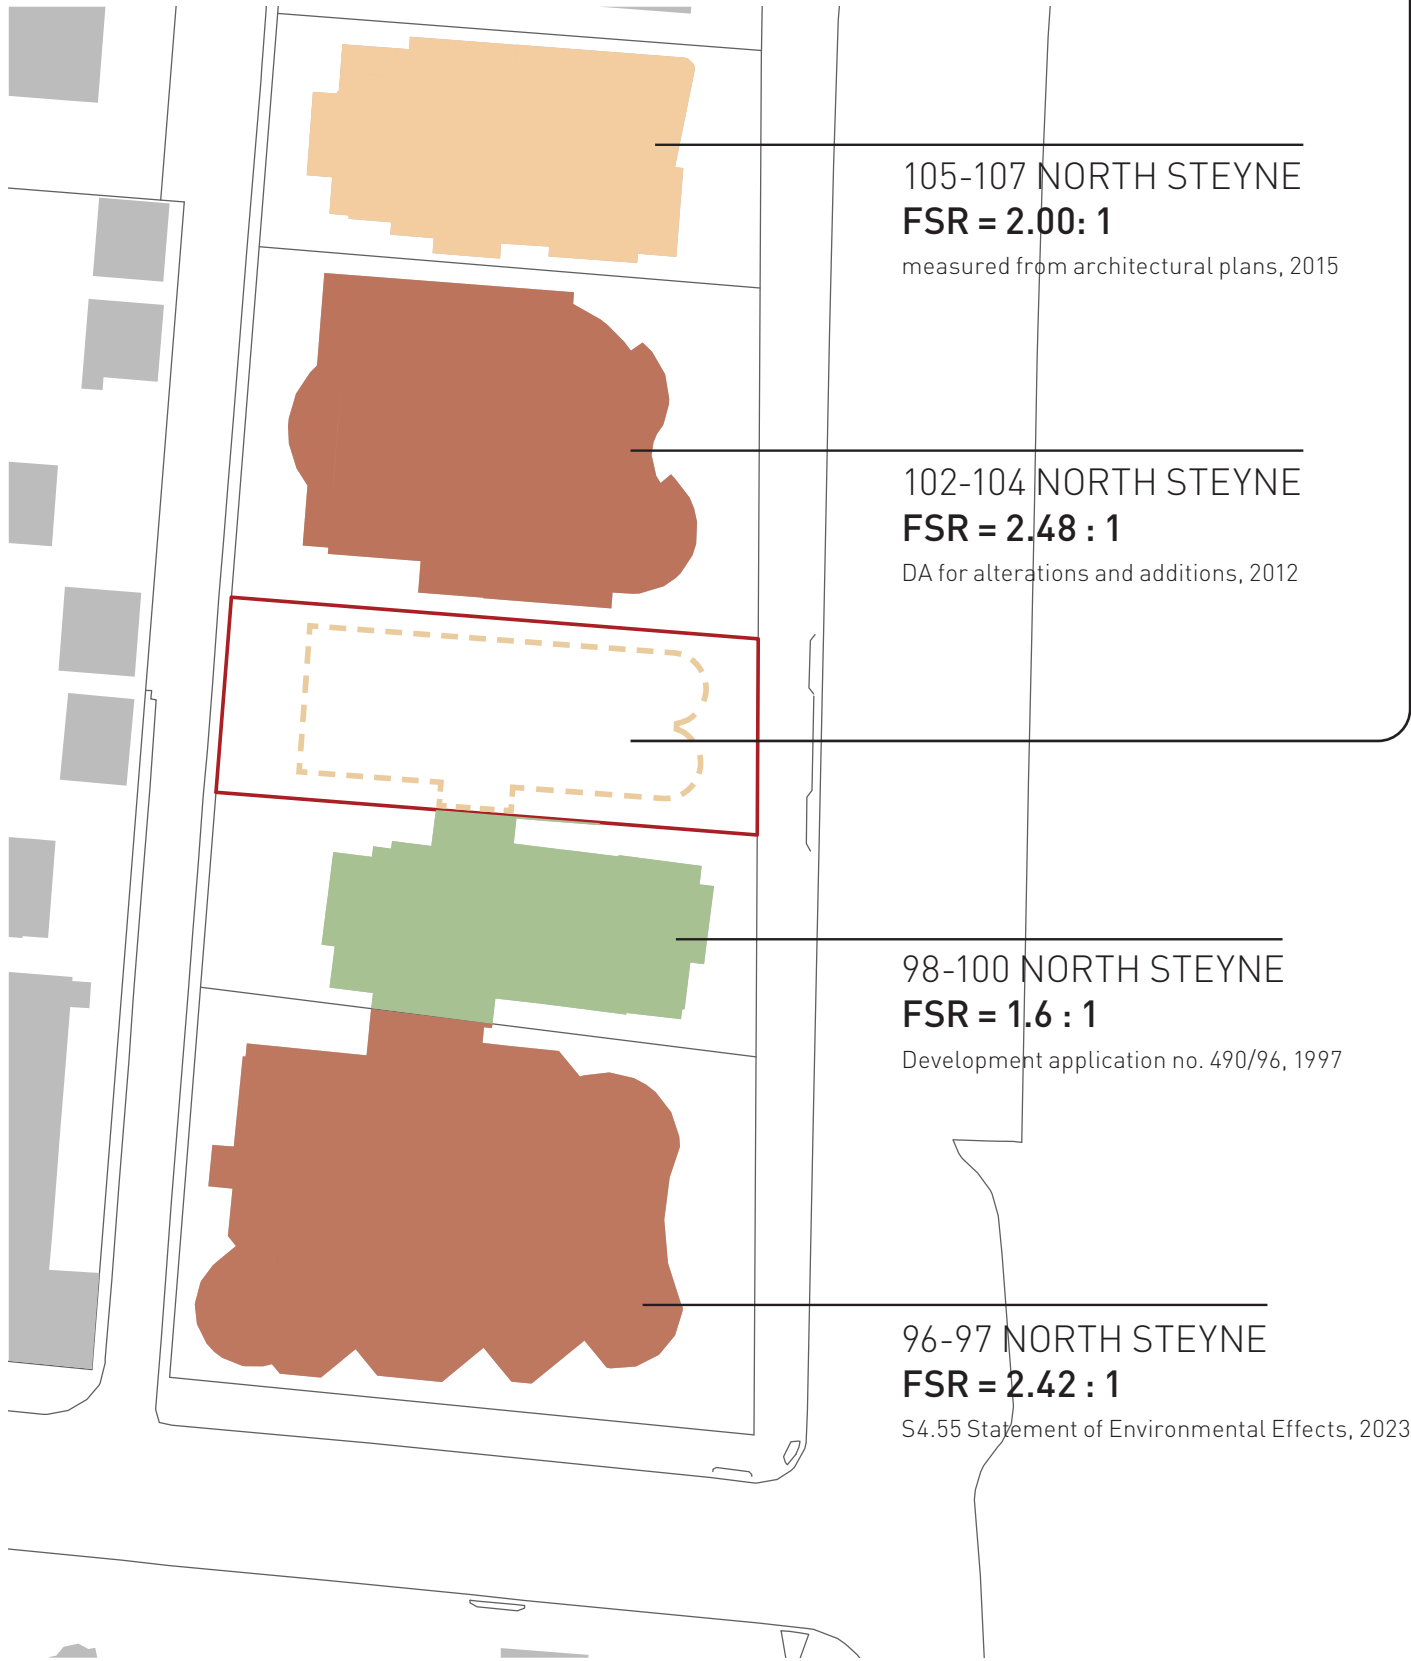 105-107 NORTH STEYNE
FSR = 2.00: 1
measured from architectural plans, 2015
102-104 NORTH STEYNE
FSR = 2.48 : 1
DA for alterations and additions, 2012
98-100 NORTH STEYNE
FSR = 1.6 : 1
Development application no. 490/96, 1997
96-97 NORTH STEYNE
FSR = 2.42 : 1
S4.55 Statement of Environmental Effects, 2023